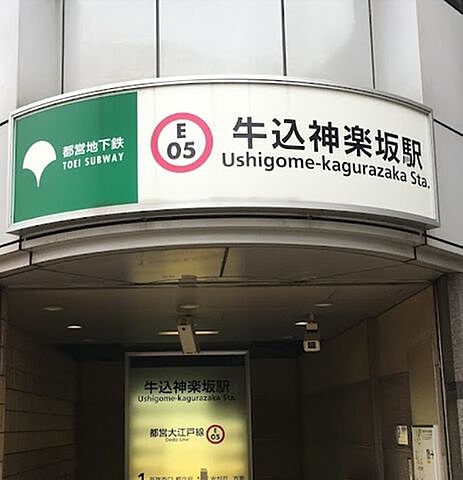 都営地下鉄
TOEI SUBWAY
E
05
牛込神楽坂駅
Ushigome-kagurazaka Sta.
牛込神楽坂駅
Ushigome-kagurazaka Sta.
都営大江戸線
Oedo Line
E
05
1